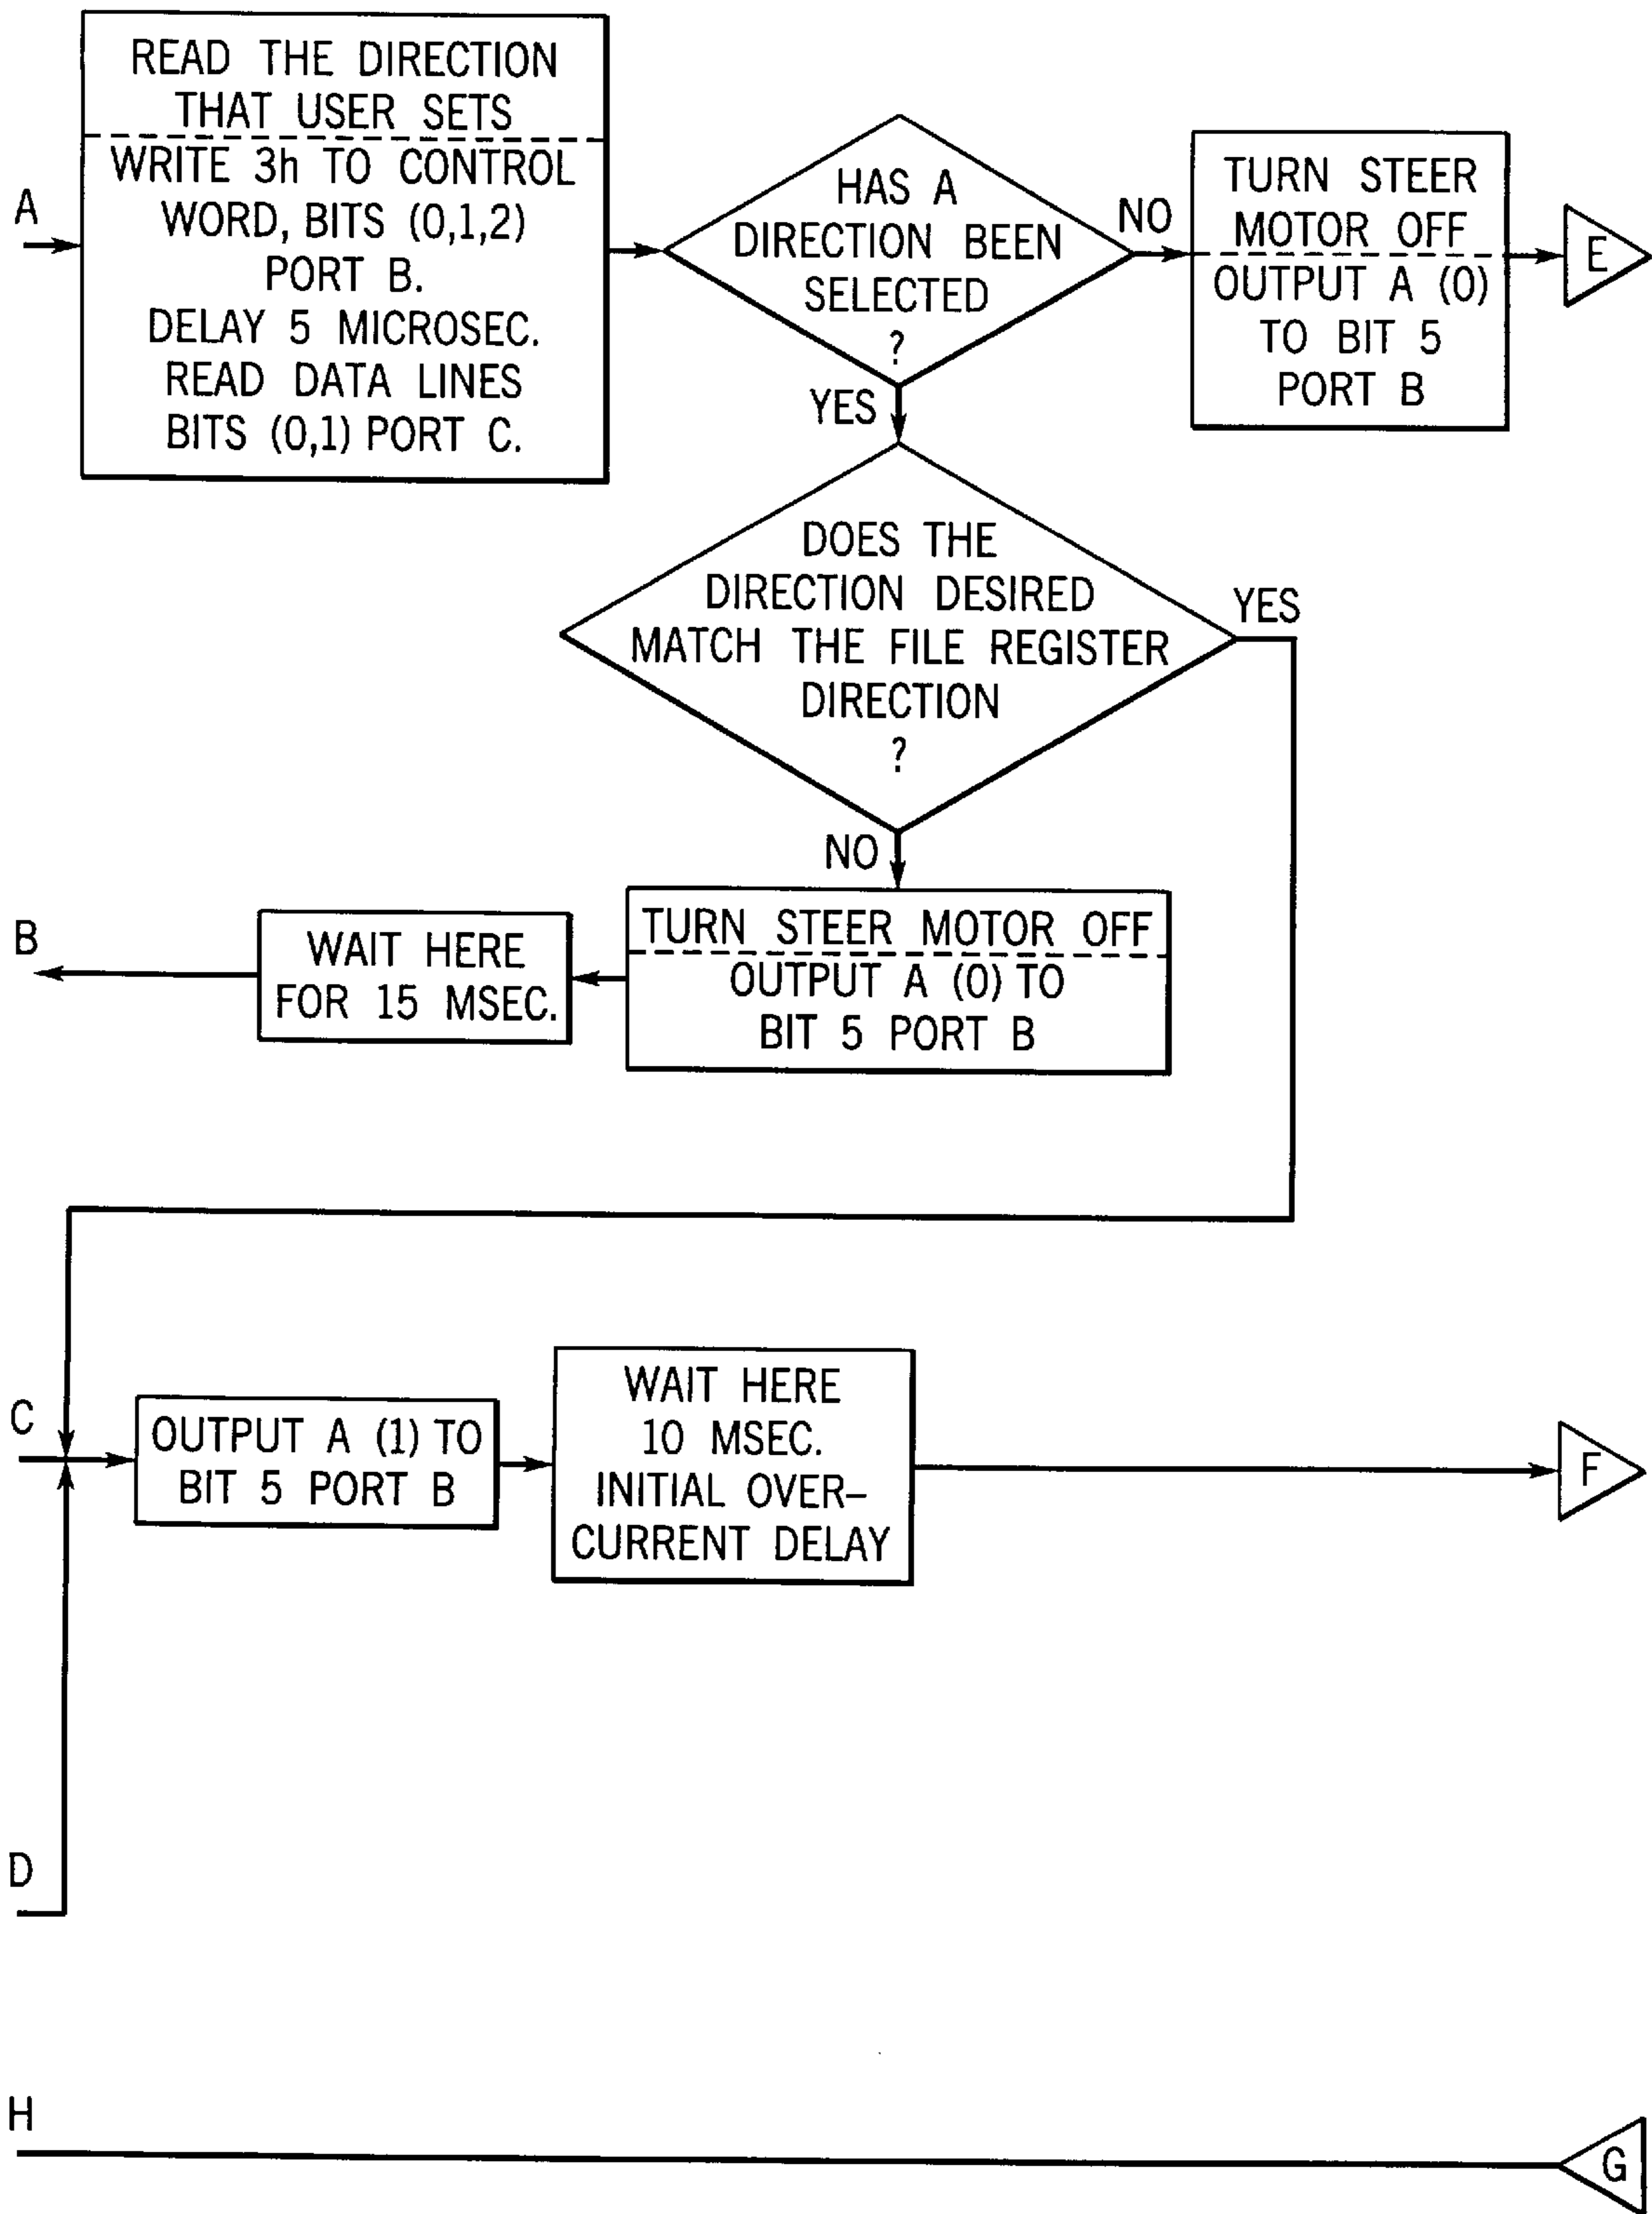 A
READ THE DIRECTION
THAT USER SETS
WRITE 3h TO CONTROL
WORD, BITS (0,1,2)
PORT B.
DELAY 5 MICROSEC.
READ DATA LINES
BITS (0,1) PORT C.
HAS A
DIRECTION BEEN
SELECTED
?
NO
TURN STEER
MOTOR OFF
OUTPUT A (0)
TO BIT 5
PORT B
E
YES
DOES THE
DIRECTION DESIRED
MATCH THE FILE REGISTER
DIRECTION
?
YES
NO
TURN STEER MOTOR OFF
OUTPUT A (0) TO
BIT 5 PORT B
WAIT HERE
FOR 15 MSEC.
B
C
OUTPUT A (1) TO
BIT 5 PORT B
WAIT HERE
10 MSEC.
INITIAL OVER-
CURRENT DELAY
F
D
H
G